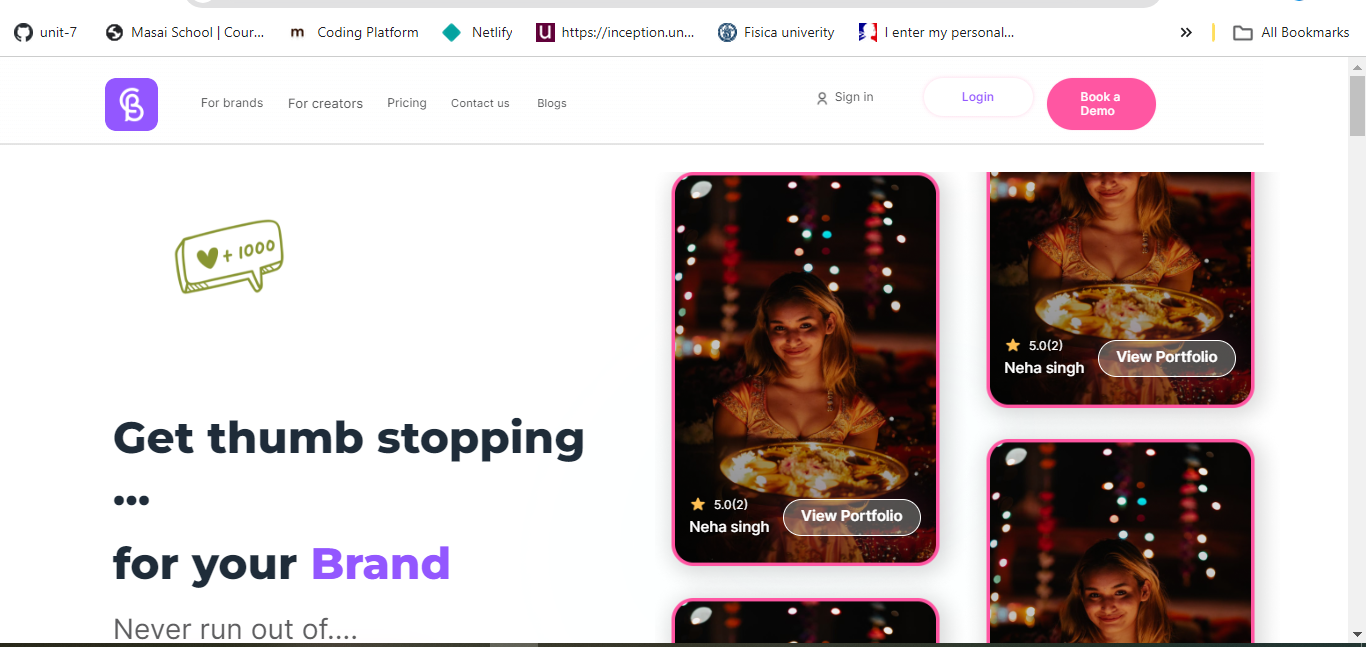 unit-7
Masai School | Cour...
Coding Platform
Netlify
https://inception.un...
Fisica univerity
I enter my personal...
All Bookmarks
For brands
For creators
Pricing
Contact us
Blogs
Sign in
Login
Book a
Demo
+ 1000
Get thumb stopping
...
for your Brand
Never run out of....
5.0(2)
Neha singh
View Portfolio
5.0(2)
Neha singh
View Portfolio